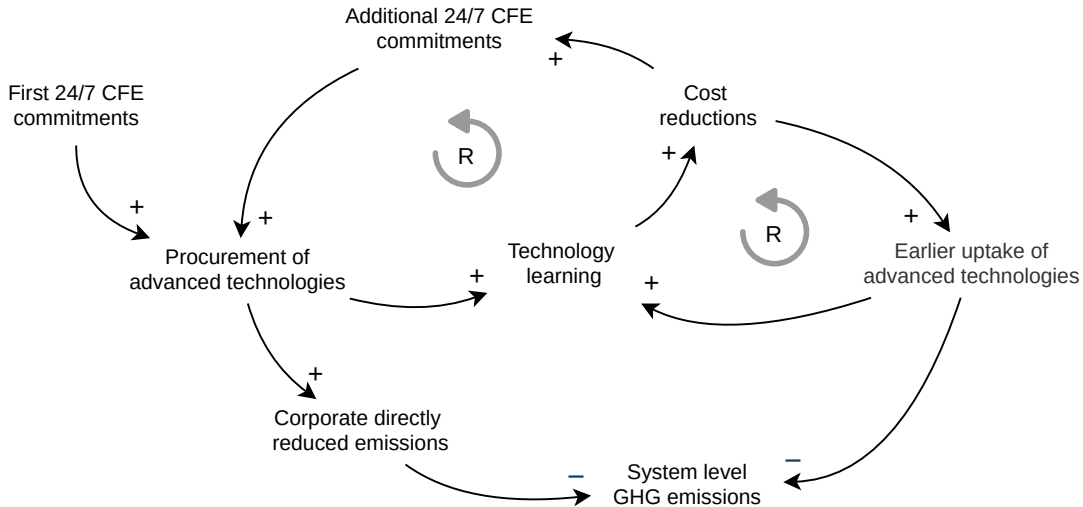 Additional 24/7 CFE
commitments
+
First 24/7 CFE
commitments
Cost
reductions
R
+
+
+
+
R
Procurement of
advanced technologies
Technology
learning
Earlier uptake of
advanced technologies
+
+
+
Corporate directly
reduced emissions
–
–
System level
GHG emissions